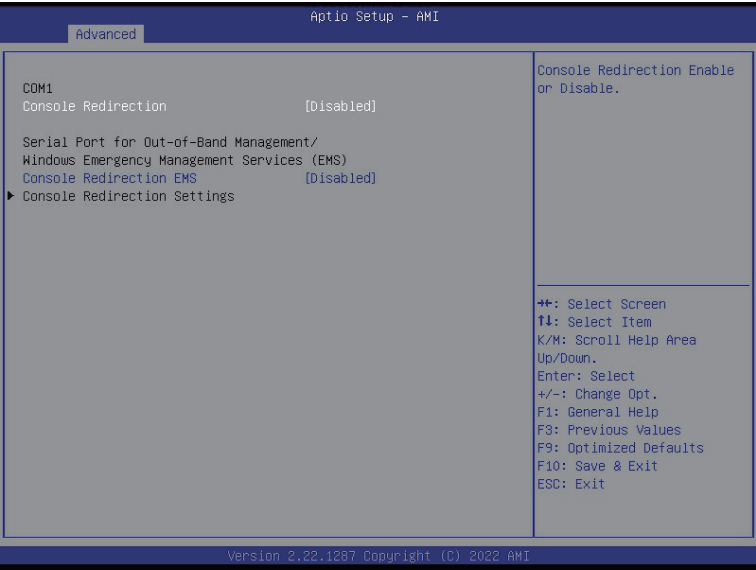 Aptio Setup – AMI
Advanced
COM1
Console Redirection [Disabled]
Serial Port for Out-of-Band Management/
Windows Emergency Management Services (EMS)
Console Redirection EMS [Disabled]
▶ Console Redirection Settings
Console Redirection Enable
or Disable.
→←: Select Screen
↑↓: Select Item
K/M: Scroll Help Area
Up/Down.
Enter: Select
+/-: Change Opt.
F1: General Help
F3: Previous Values
F9: Optimized Defaults
F10: Save & Exit
ESC: Exit
Version 2.22.1287 Copyright (C) 2022 AMI